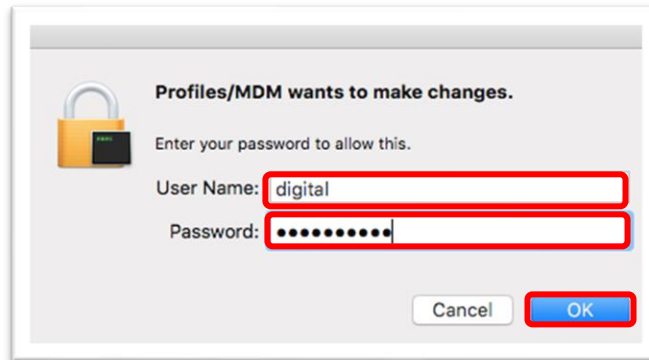 Profiles/MDM wants to make changes.
Enter your password to allow this.
User Name: digital
Password: ••••••••••
Cancel OK